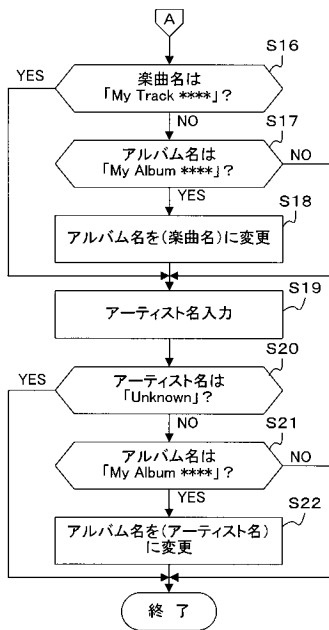 A
S16
YES
楽曲名は
「My Track ****」?
NO
S17
アルバム名は
「My Album ****」?
NO
YES
S18
アルバム名を(楽曲名)に変更
S19
アーティスト名入力
S20
YES
アーティスト名は
「Unknown」?
NO
S21
アルバム名は
「My Album ****」?
NO
YES
S22
アルバム名を(アーティスト名)
に変更
終 了